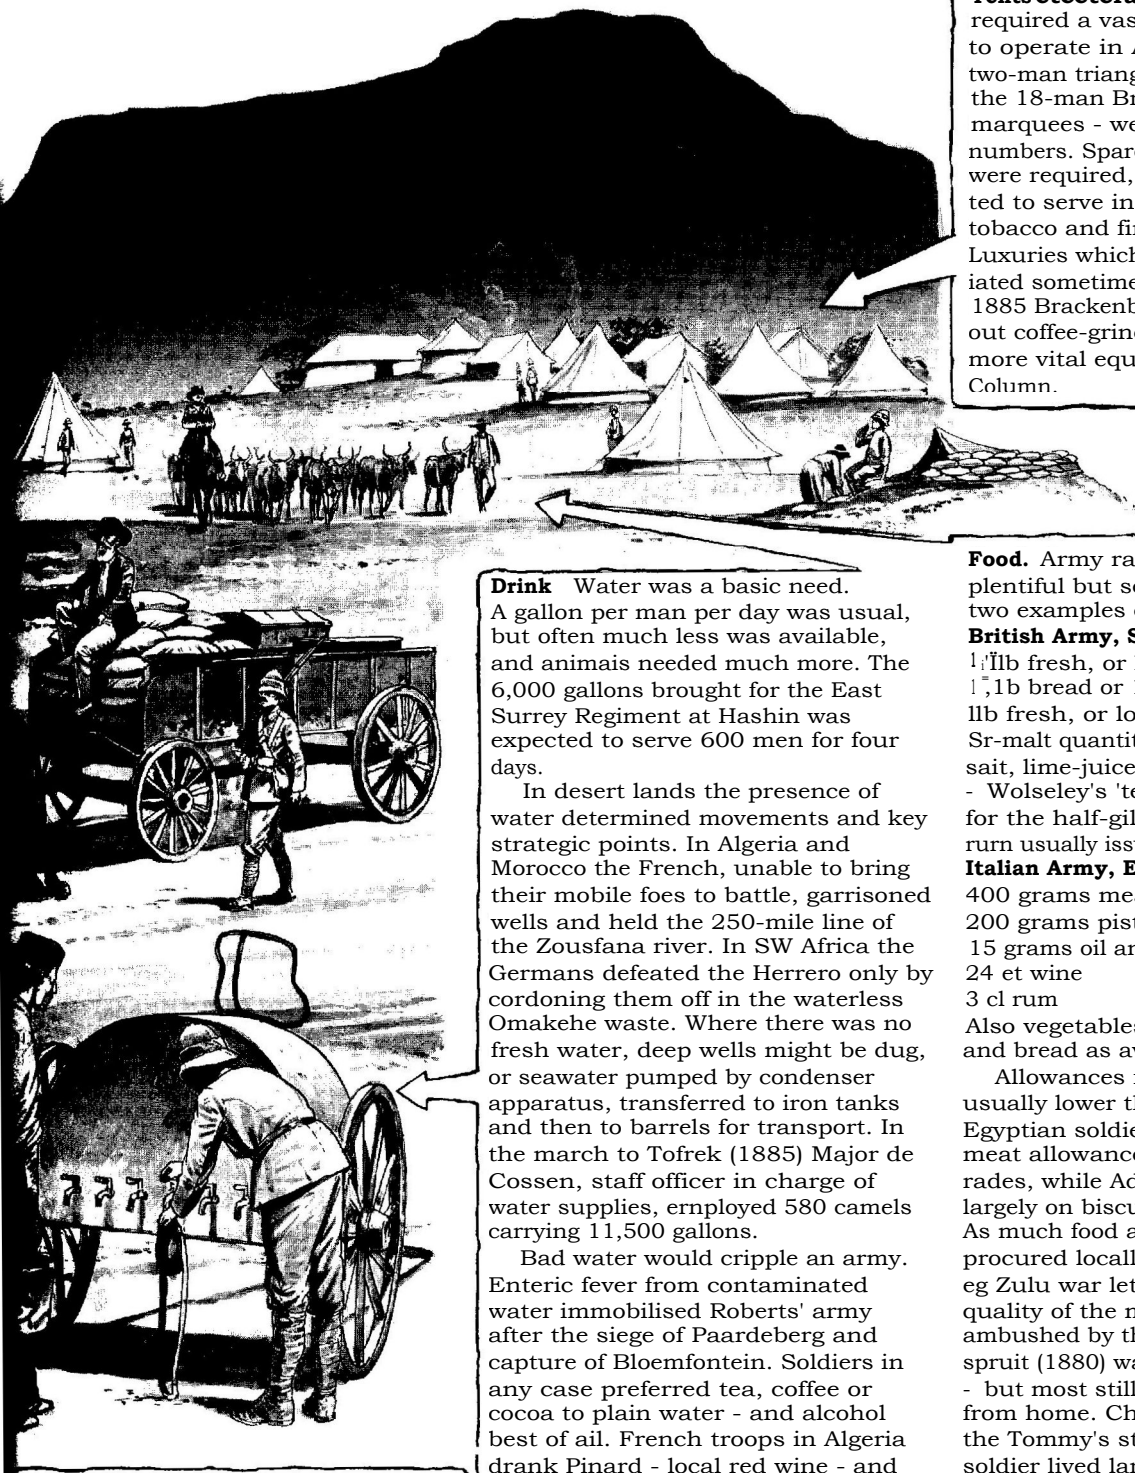 required a vas
to operate in A
two-man triang
the 18-man Br
marquees - we
numbers. Spare
were required,
ted to serve in
tobacco and fir
Luxuries which
iated sometime
1885 Brackenb
out coffee-grind
more vital equ
Column.
Drink Water was a basic need.
A gallon per man per day was usual,
but often much less was available,
and animais needed much more. The
6,000 gallons brought for the East
Surrey Regiment at Hashin was
expected to serve 600 men for four
days.
In desert lands the presence of
water determined movements and key
strategic points. In Algeria and
Morocco the French, unable to bring
their mobile foes to battle, garrisoned
wells and held the 250-mile line of
the Zousfana river. In SW Africa the
Germans defeated the Herrero only by
cordoning them off in the waterless
Omakehe waste. Where there was no
fresh water, deep wells might be dug,
or seawater pumped by condenser
apparatus, transferred to iron tanks
and then to barrels for transport. In
the march to Tofrek (1885) Major de
Cossen, staff officer in charge of
water supplies, ernployed 580 camels
carrying 11,500 gallons.
Bad water would cripple an army.
Enteric fever from contaminated
water immobilised Roberts' army
after the siege of Paardeberg and
capture of Bloemfontein. Soldiers in
any case preferred tea, coffee or
cocoa to plain water - and alcohol
best of ail. French troops in Algeria
drank Pinard - local red wine - and
Food. Army ra
plentiful but so
two examples
British Army, S
fresh, or
bread or
llb fresh, or lo
Sr-malt quantit
sait, lime-juice
- Wolseley's 'te
for the half-gil
rurn usually iss
Italian Army, E
400 grams me
200 grams pist
15 grams oil an
24 et wine
3 cl rum
Also vegetables
and bread as av
Allowances
usually lower th
Egyptian soldie
meat allowance
rades, while Ad
largely on biscu
As much food a
procured locall
eg Zulu war let
quality of the n
ambushed by th
spruit (1880) wa
- but most still
from home. Ch
the Tommy's st
soldier lived lar